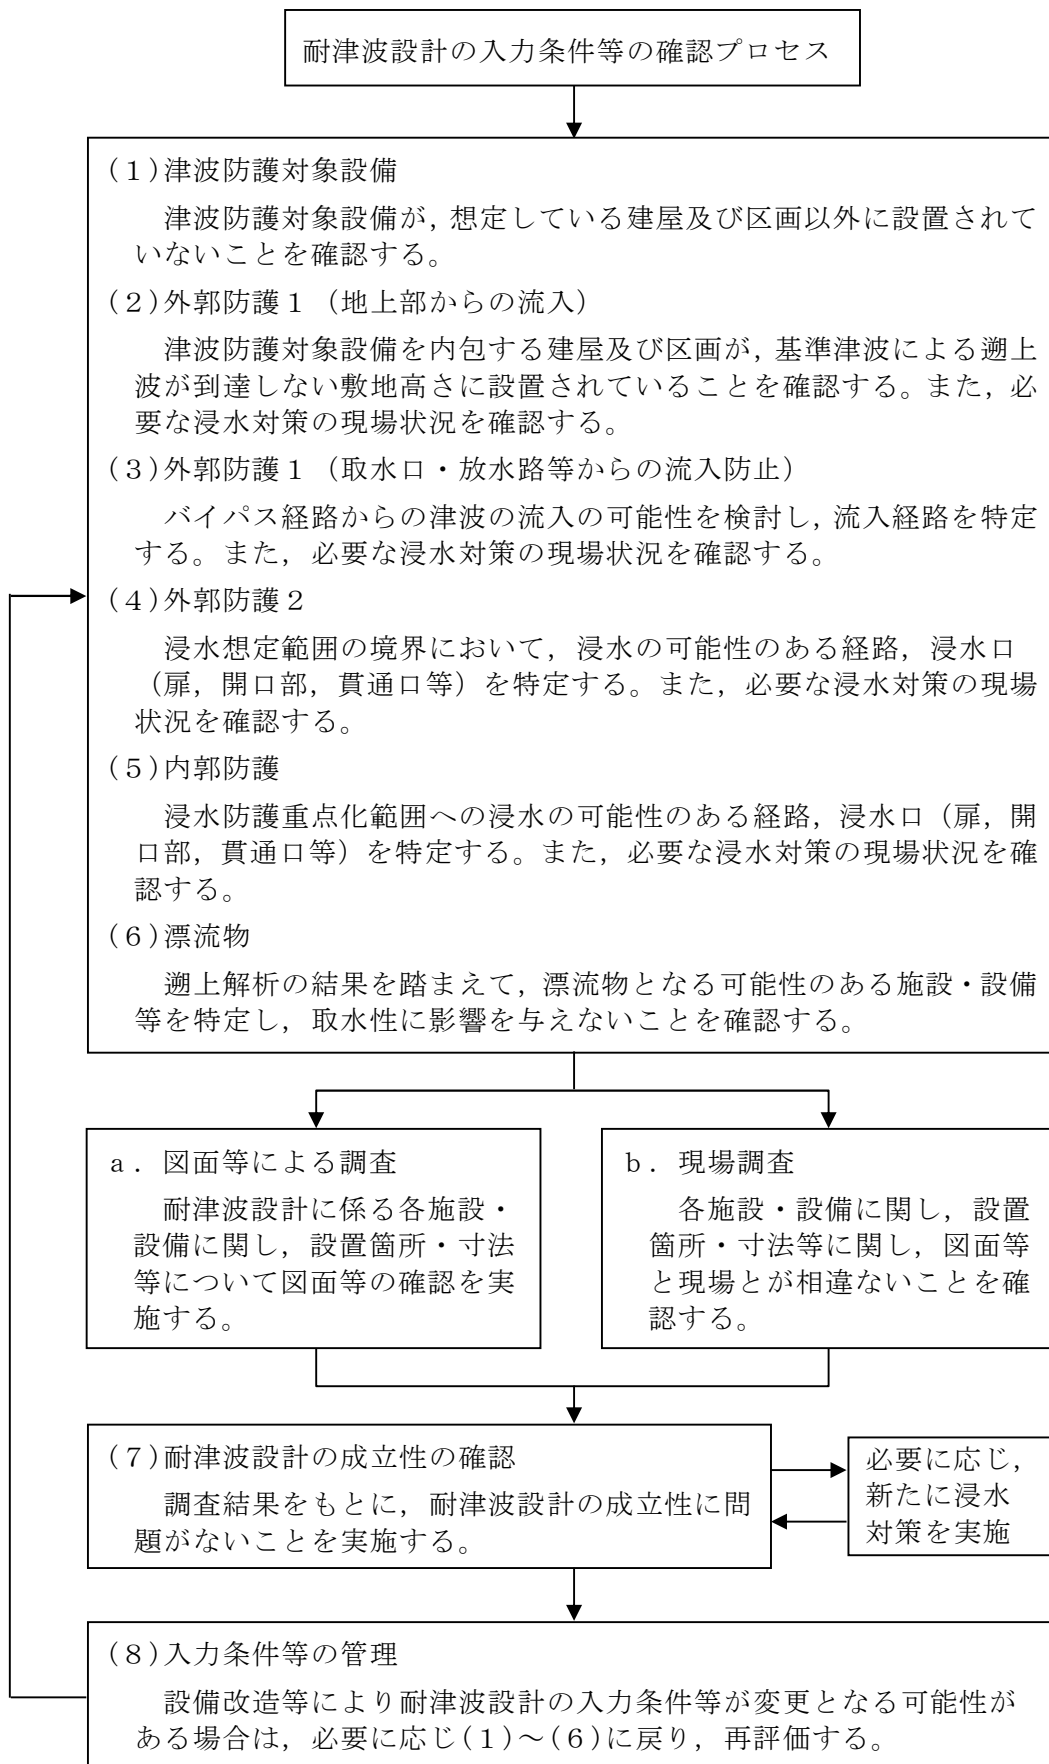 耐津波設計の入力条件等の確認プロセス
(1)津波防護対象設備
津波防護対象設備が，想定している建屋及び区画以外に設置されて
いないことを確認する。
(2)外郭防護１（地上部からの流入）
津波防護対象設備を内包する建屋及び区画が，基準津波による遡上
波が到達しない敷地高さに設置されていることを確認する。また，必
要な浸水対策の現場状況を確認する。
(3)外郭防護１（取水口・放水路等からの流入防止）
バイパス経路からの津波の流入の可能性を検討し，流入経路を特定
する。また，必要な浸水対策の現場状況を確認する。
(4)外郭防護２
浸水想定範囲の境界において，浸水の可能性のある経路，浸水口
（扉，開口部，貫通口等）を特定する。また，必要な浸水対策の現場
状況を確認する。
(5)内郭防護
浸水防護重点化範囲への浸水の可能性のある経路，浸水口（扉，開
口部，貫通口等）を特定する。また，必要な浸水対策の現場状況を確
認する。
(6)漂流物
遡上解析の結果を踏まえて，漂流物となる可能性のある施設・設備
等を特定し，取水性に影響を与えないことを確認する。
a．図面等による調査
耐津波設計に係る各施設・
設備に関し，設置箇所・寸法
等について図面等の確認を実
施する。
b．現場調査
各施設・設備に関し，設置
箇所・寸法等に関し，図面等
と現場とが相違ないことを確
認する。
(7)耐津波設計の成立性の確認
調査結果をもとに，耐津波設計の成立性に問
題がないことを実施する。
必要に応じ，
新たに浸水
対策を実施
(8)入力条件等の管理
設備改造等により耐津波設計の入力条件等が変更となる可能性が
ある場合は，必要に応じ(1)～(6)に戻り，再評価する。